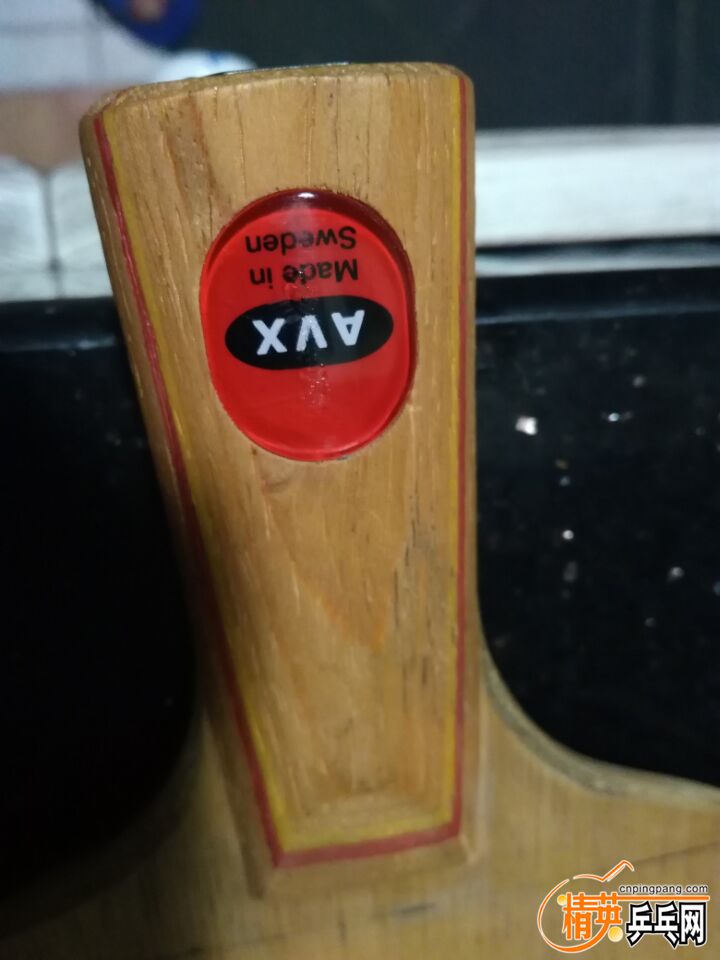 AVX
Made in
Sweden
cnpingpang.com
精英乒乓网